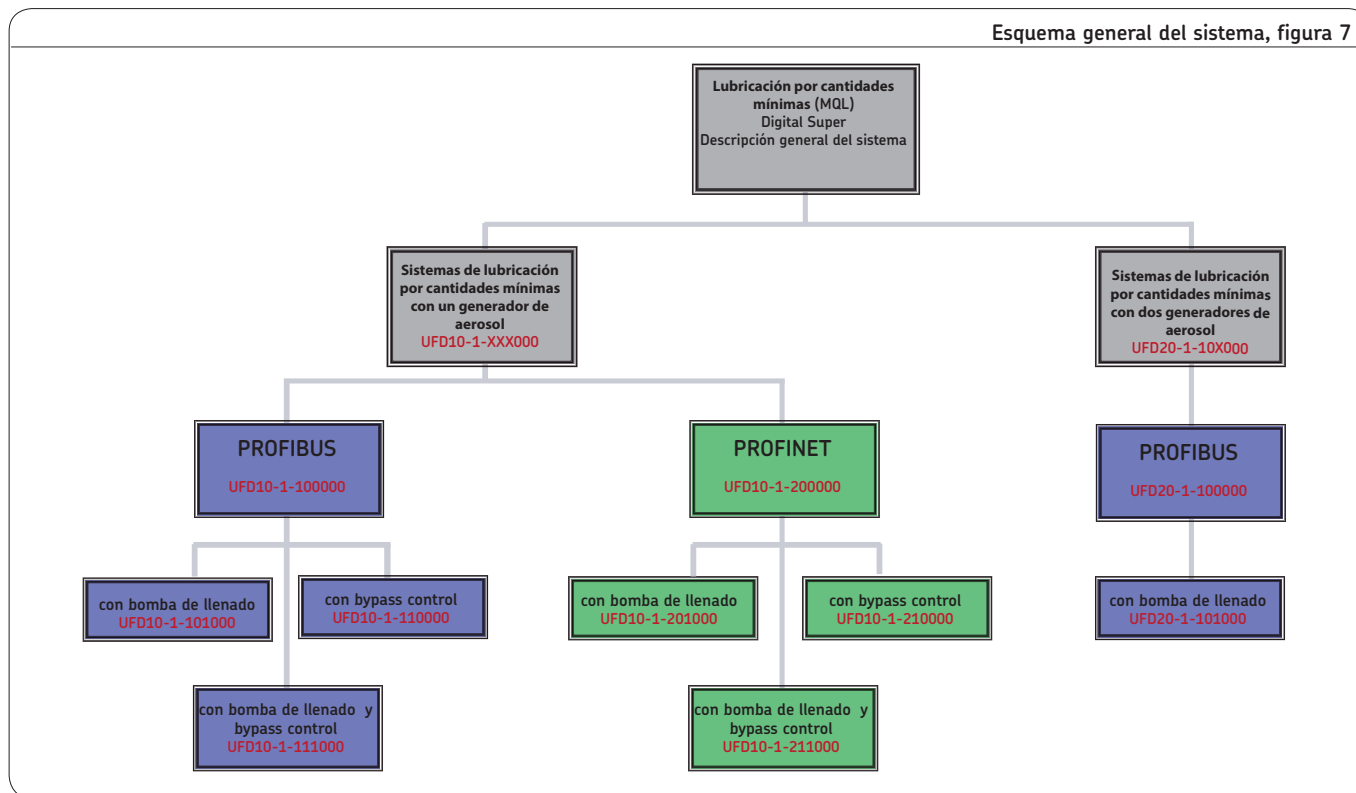 Esquema general del sistema, figura 7
Lubricación por cantidades
mínimas (MQL)
Digital Super
Descripción general del sistema
Sistemas de lubricación
por cantidades mínimas
con un generador de
aerosol
UFD10-1-XXX000
Sistemas de lubricación
por cantidades mínimas
con dos generadores de
aerosol
UFD20-1-10X000
PROFIBUS
UFD10-1-100000
PROFINET
UFD10-1-200000
PROFIBUS
UFD20-1-100000
con bomba de llenado
UFD10-1-101000
con bypass control
UFD10-1-110000
con bomba de llenado
UFD10-1-201000
con bypass control
UFD10-1-210000
con bomba de llenado
UFD20-1-101000
con bomba de llenado y
bypass control
UFD10-1-111000
con bomba de llenado y
bypass control
UFD10-1-211000